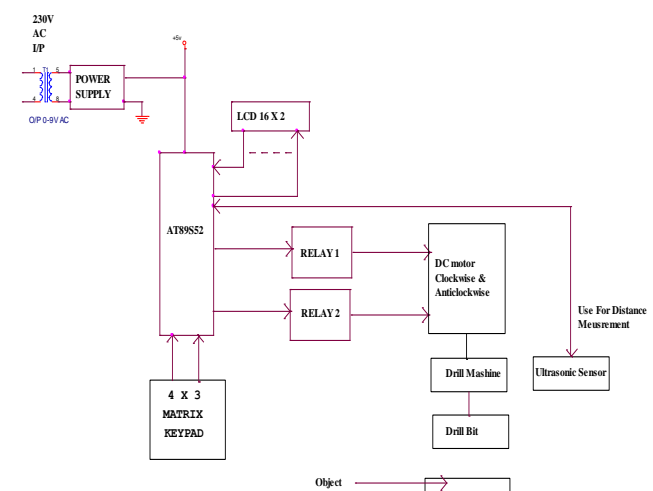 230V
AC
I/P
+5v
1 T1 5
4 8
O/P 0-9V AC
POWER
SUPPLY
LCD 16 X 2
AT89S52
RELAY 1
RELAY 2
DC motor
Clockwise &
Anticlockwise
Use For Distance
Meusrement
Ultrasonic Sensor
Drill Mashine
Drill Bit
4 X 3
MATRIX
KEYPAD
Object